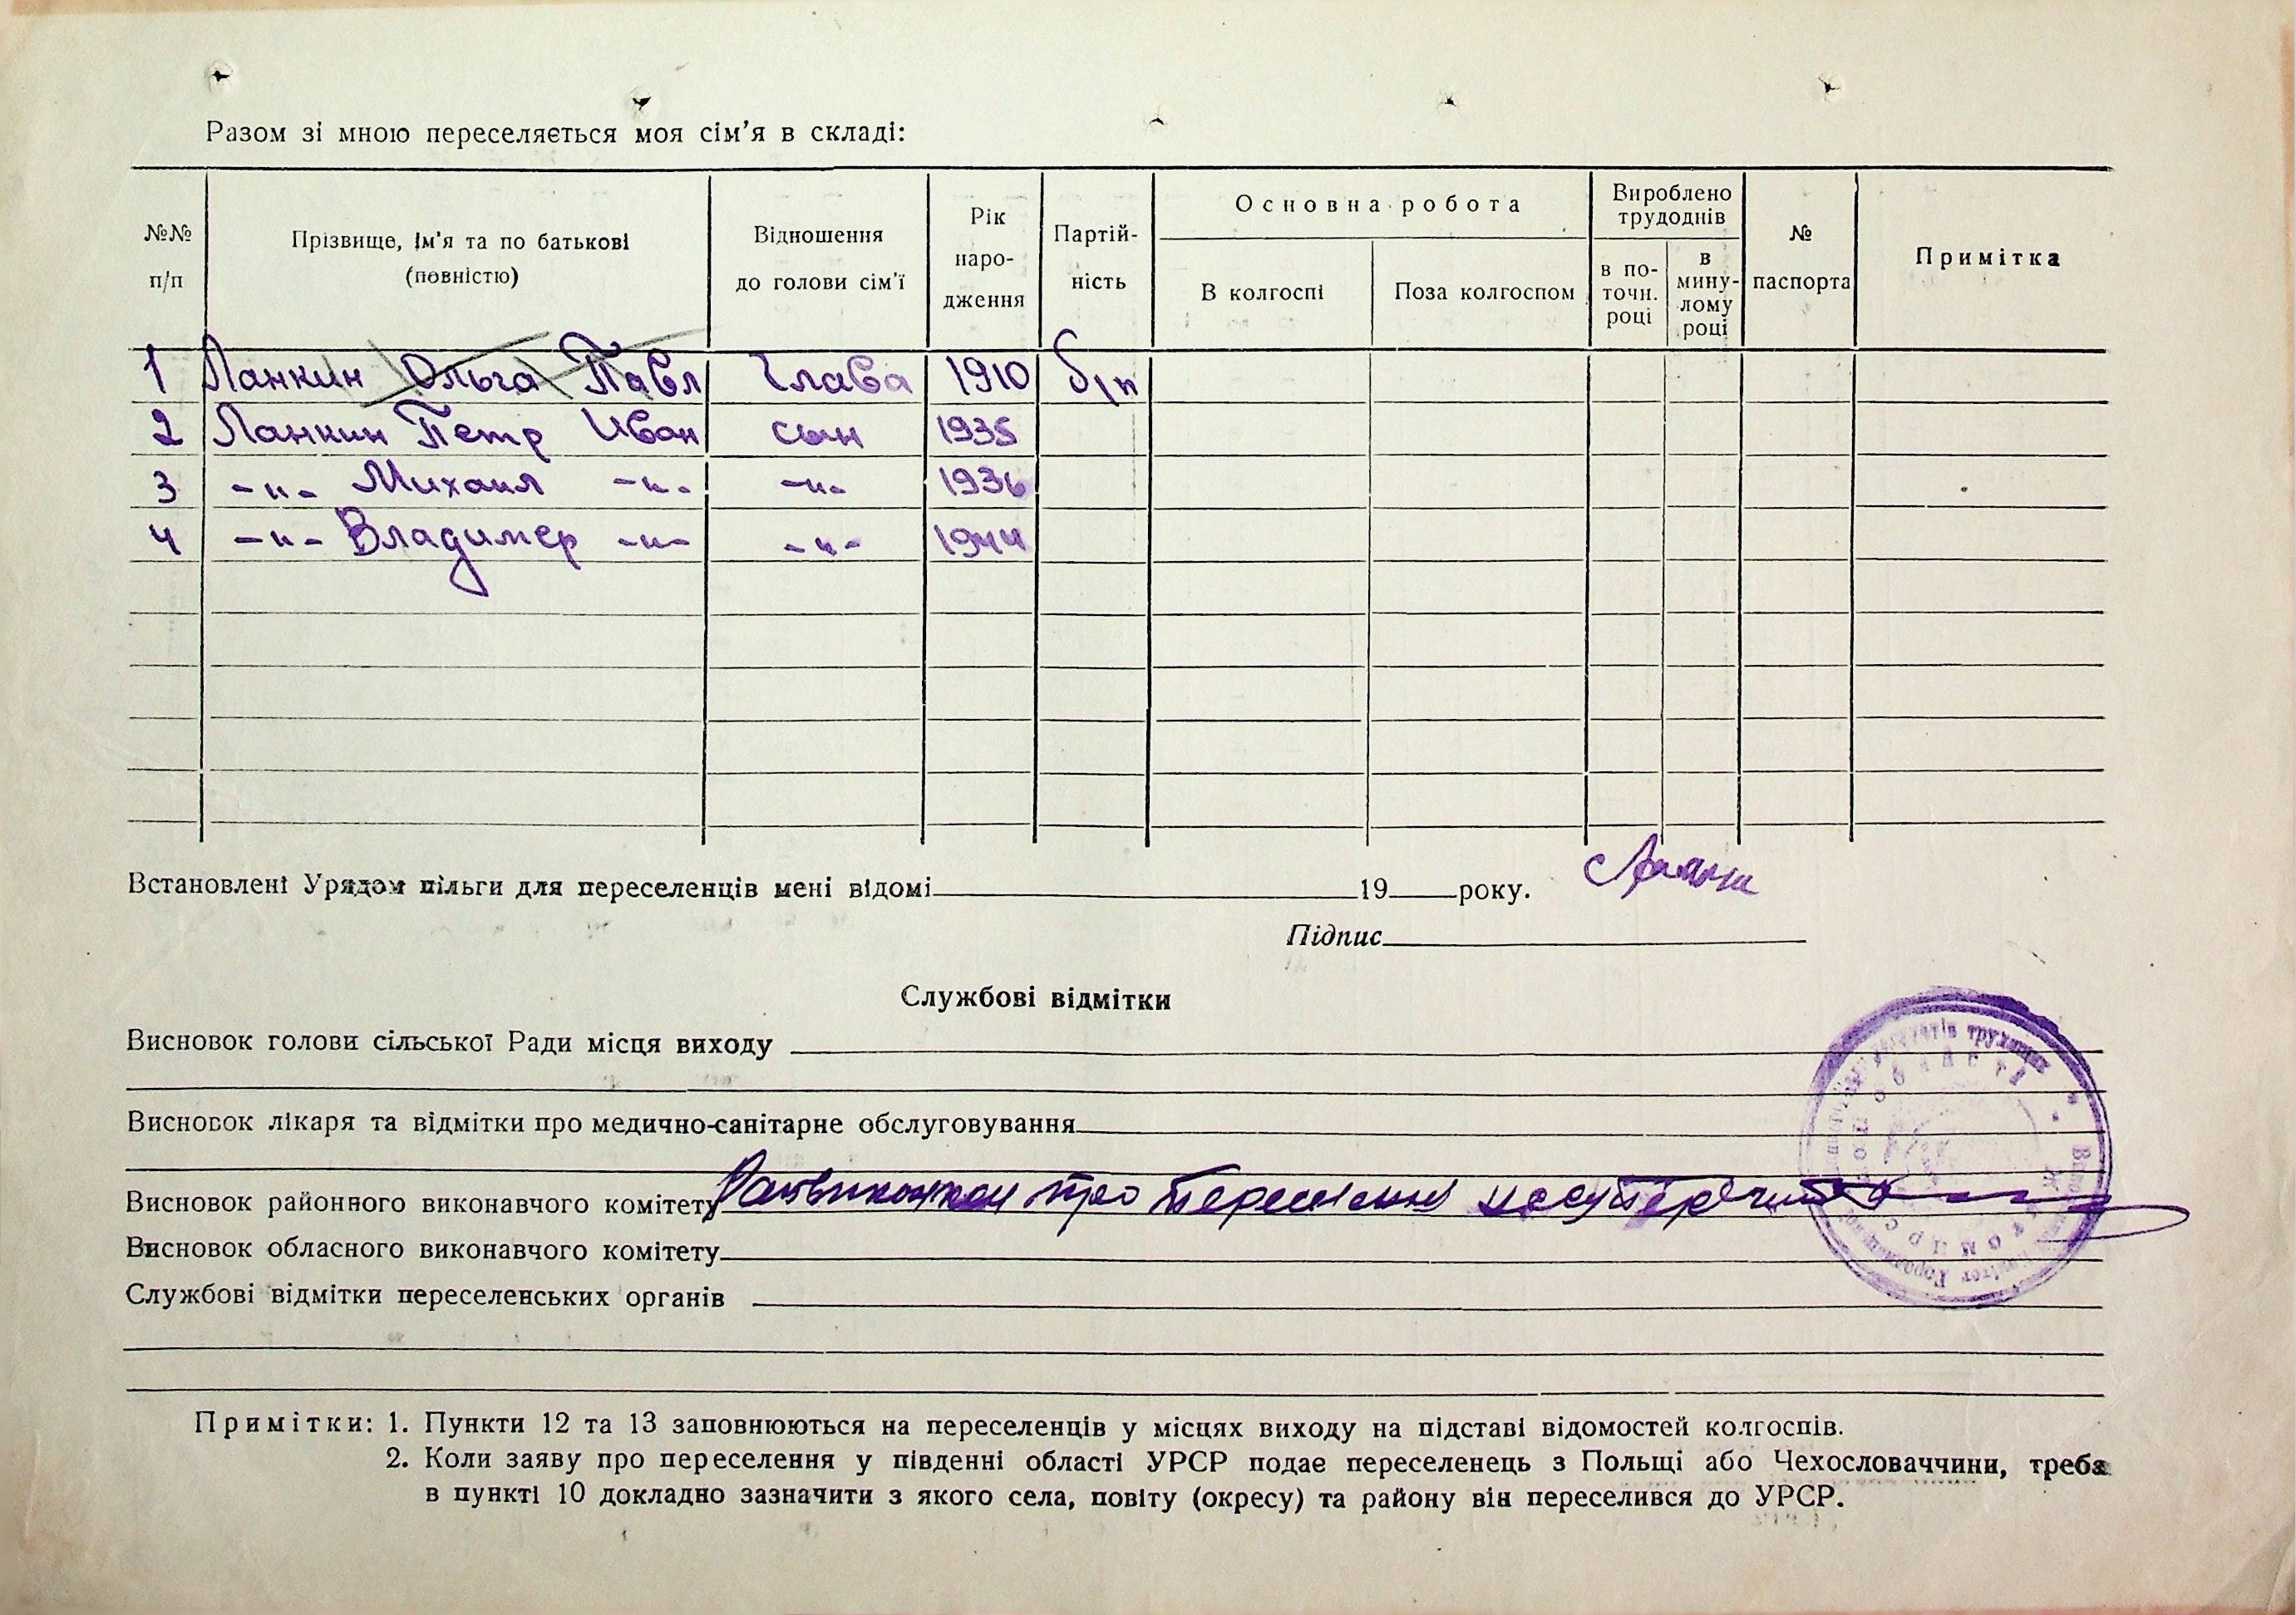 Разом зі мною переселяється моя сім'я в складі:
№№ п/п
Прізвище, ім'я та по батькові (повністю)
Відношення до голови сім'ї
Рік народження
Партійність
Основна робота
В колгоспі
Поза колгоспом
Вироблено трудоднів
в поточн. році
в минулому році
№ паспорта
Примітка
1 Ланкин Ольга Павл Глава 1910 б/п
2 Ланкин Петр Иван сын 1935
3 -"- Михаил -"- -"- 1936
4 -"- Владимер -"- -"- 1944
Встановлені Урядом пільги для переселенців мені відомі 19 року.
Підпис
Службові відмітки
Висновок голови сільської Ради місця виходу
Висновок лікаря та відмітки про медично-санітарне обслуговування
Висновок районного виконавчого комітету про
Висновок обласного виконавчого комітету
Службові відмітки переселенських органів
Примітки: 1. Пункти 12 та 13 заповнюються на переселенців у місцях виходу на підставі відомостей колгоспів.
2. Коли заяву про переселення у південні області УРСР подає переселенець з Польщі або Чехословаччини, треба
в пункті 10 докладно зазначити з якого села, повіту (округу) та району він переселився до УРСР.